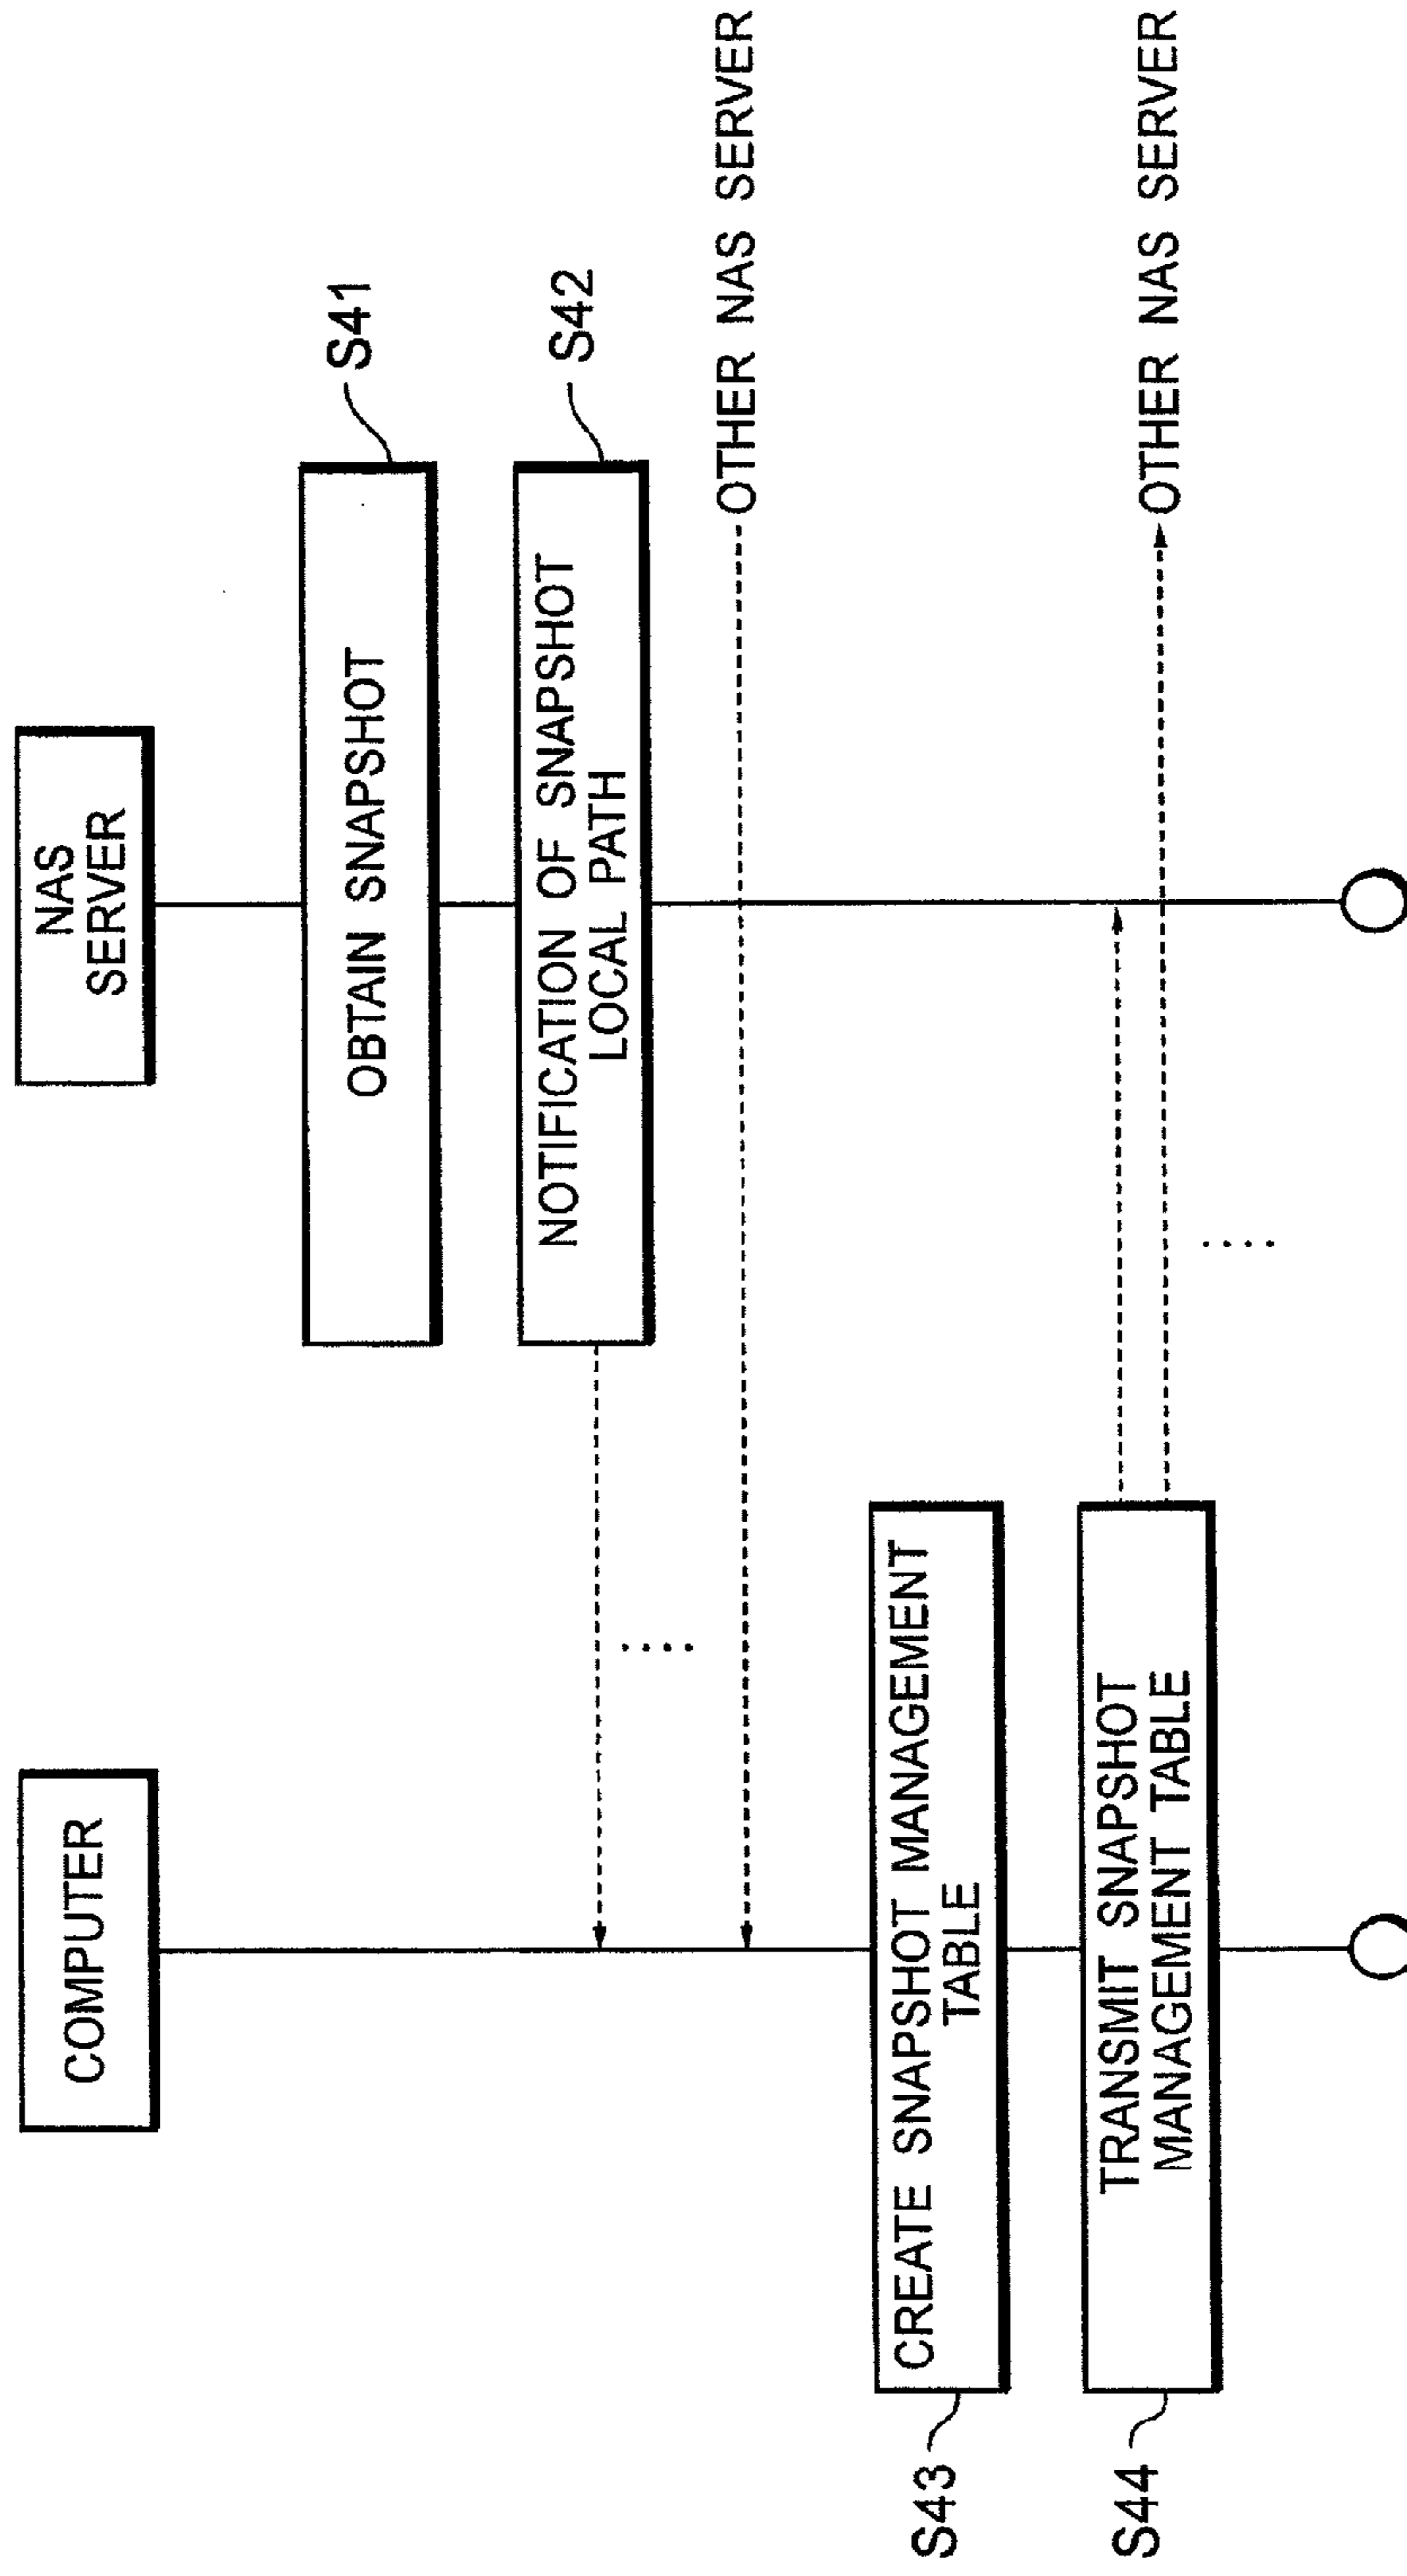 COMPUTER
NAS
SERVER
OBTAIN SNAPSHOT
S41
NOTIFICATION OF SNAPSHOT
LOCAL PATH
S42
OTHER NAS SERVER
S43
CREATE SNAPSHOT MANAGEMENT
TABLE
S44
TRANSMIT SNAPSHOT
MANAGEMENT TABLE
OTHER NAS SERVER